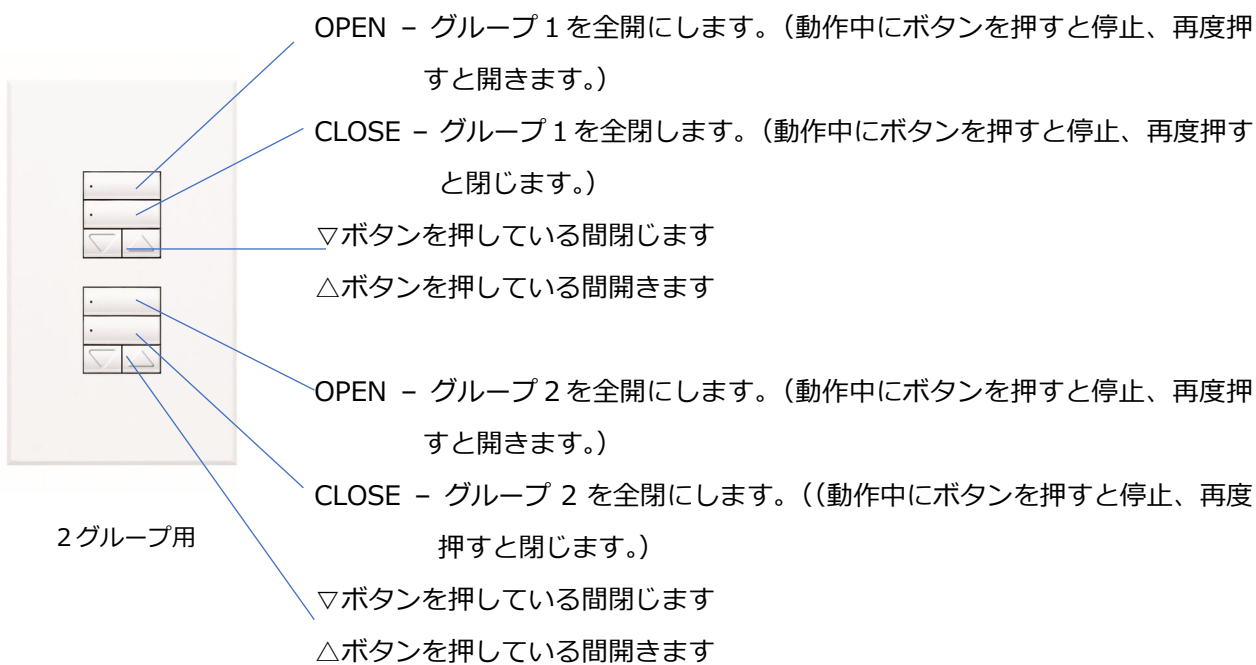 OPEN – グループ１を全開にします。（動作中にボタンを押すと停止、再度押
すと開きます。）
CLOSE – グループ１を全閉します。（動作中にボタンを押すと停止、再度押す
と閉じます。）
▽ボタンを押している間閉じます
△ボタンを押している間開きます
OPEN – グループ２を全開にします。（動作中にボタンを押すと停止、再度押
すと開きます。）
CLOSE – グループ 2 を全閉にします。（（動作中にボタンを押すと停止、再度
押すと閉じます。）
２グループ用
▽ボタンを押している間閉じます
△ボタンを押している間開きます